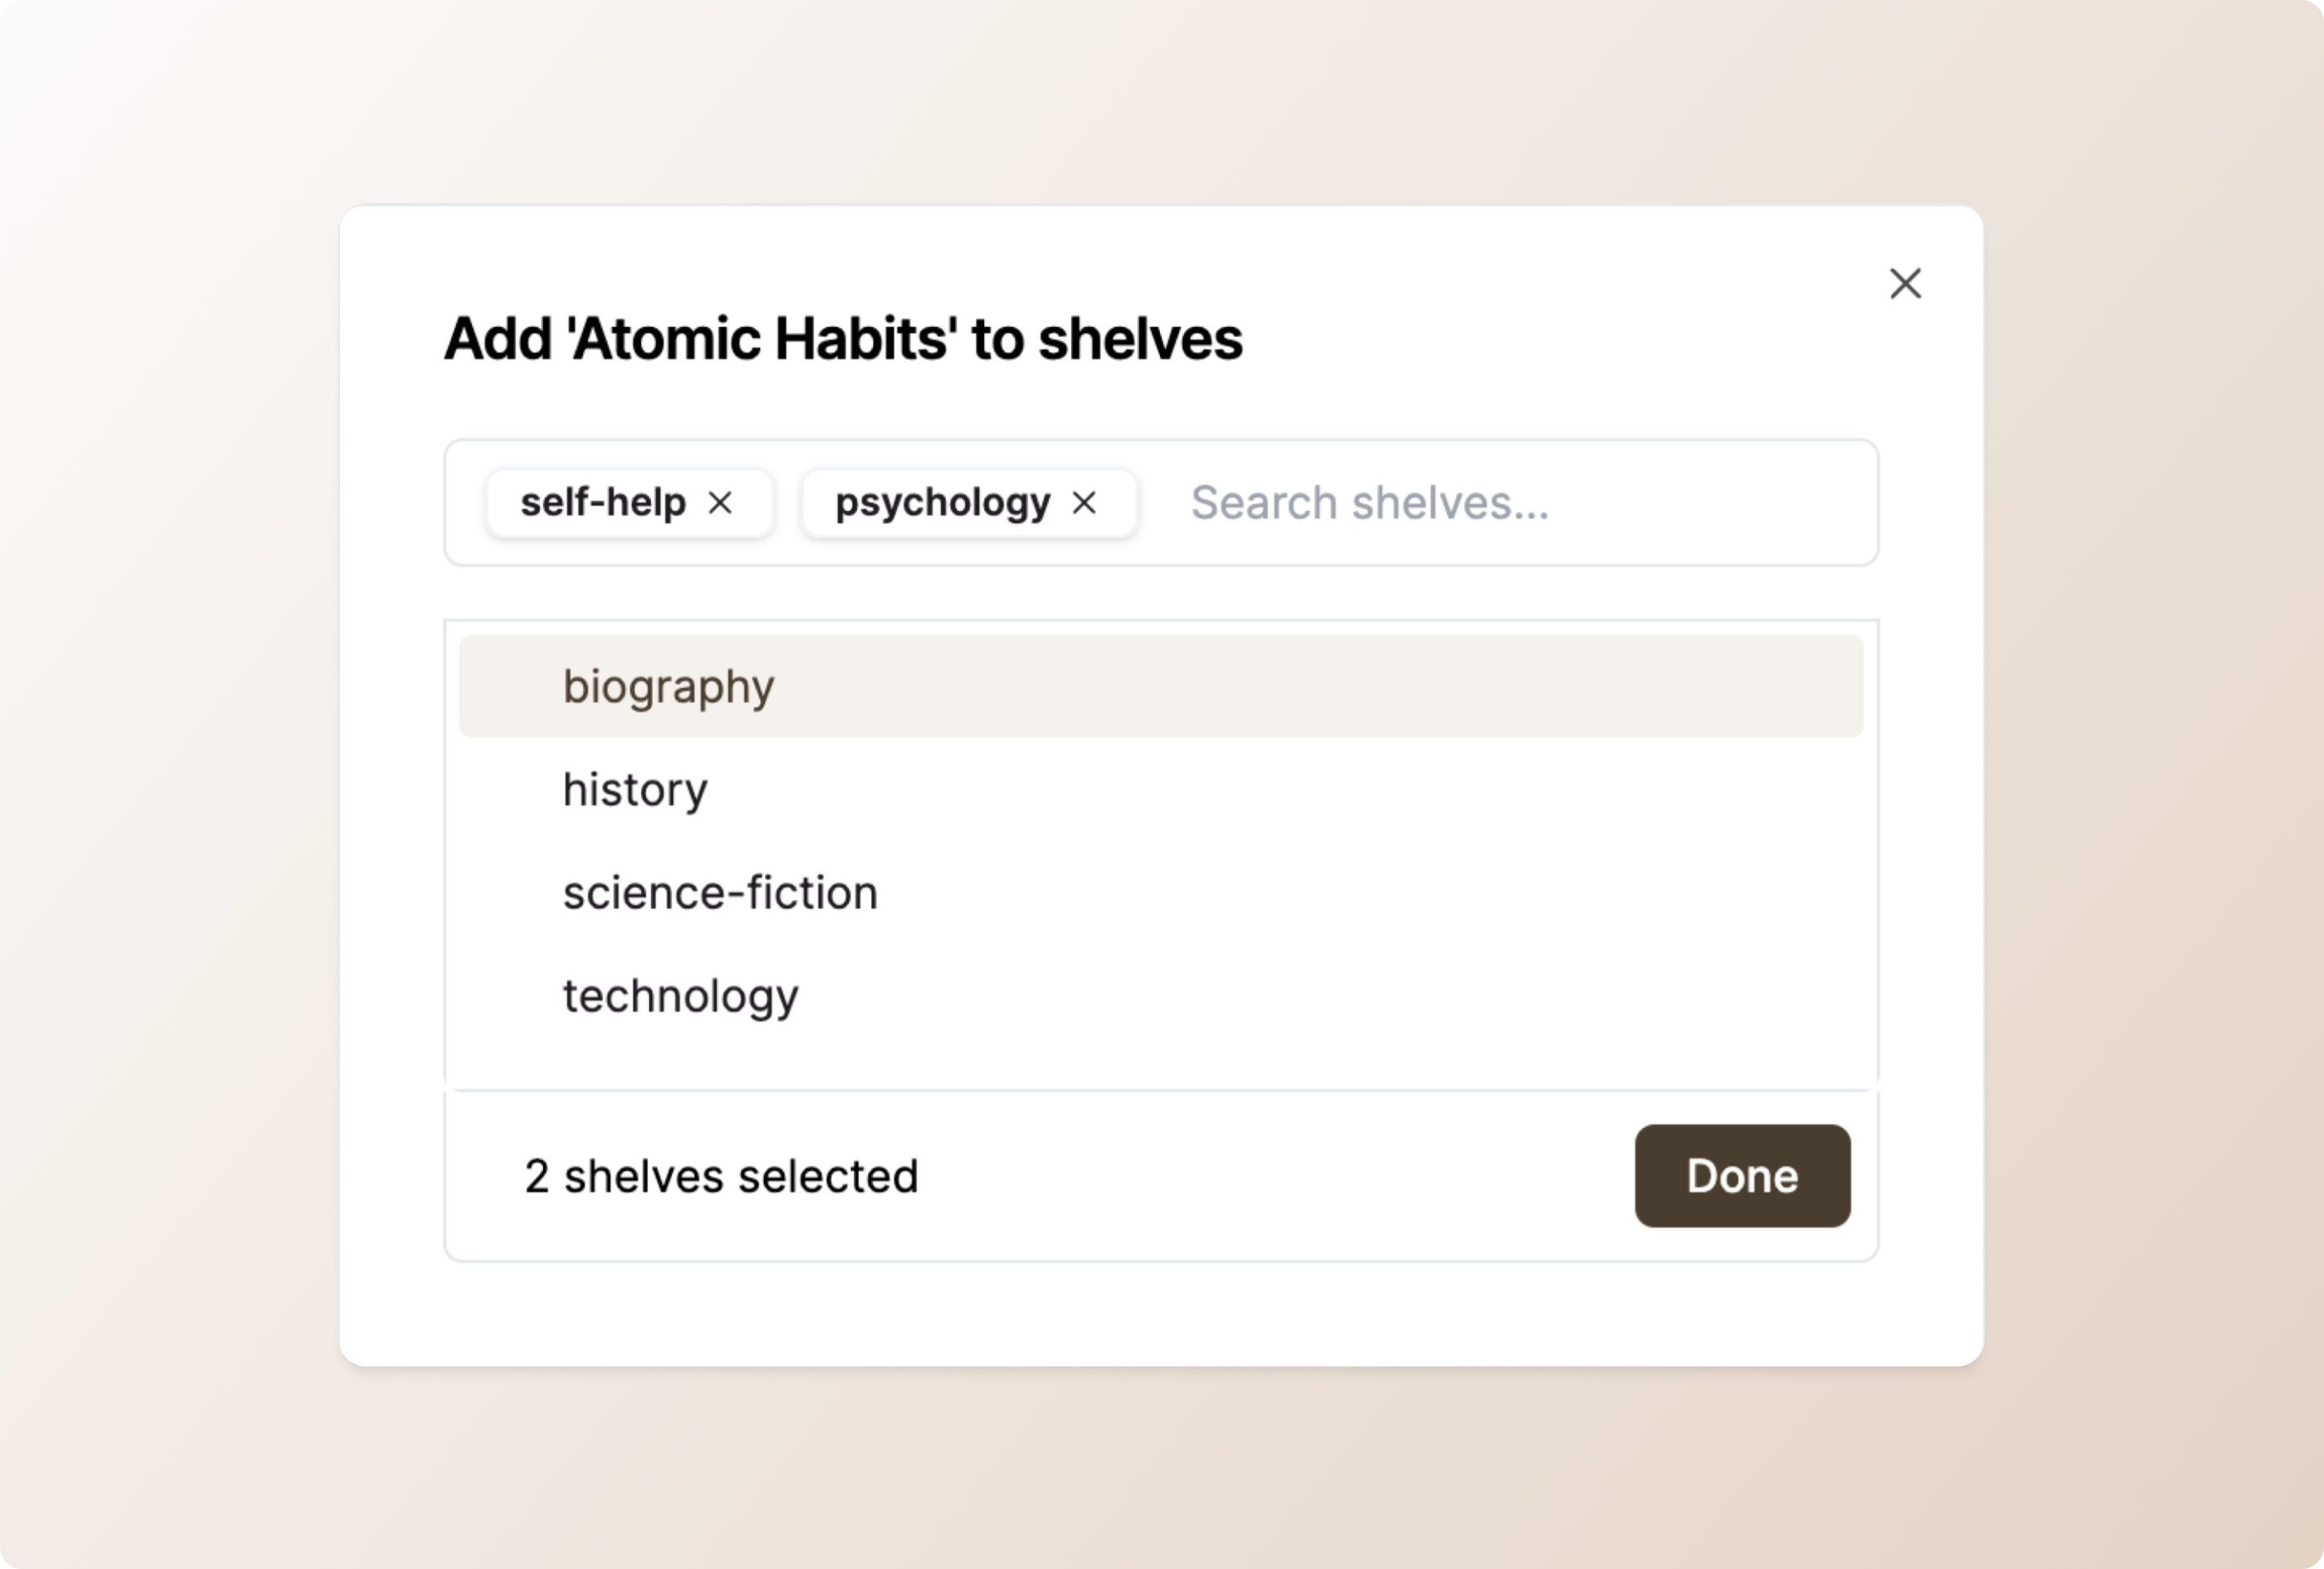 Add 'Atomic Habits' to shelves
self-help psychology Search shelves...
biography
history
science-fiction
technology
2 shelves selected Done